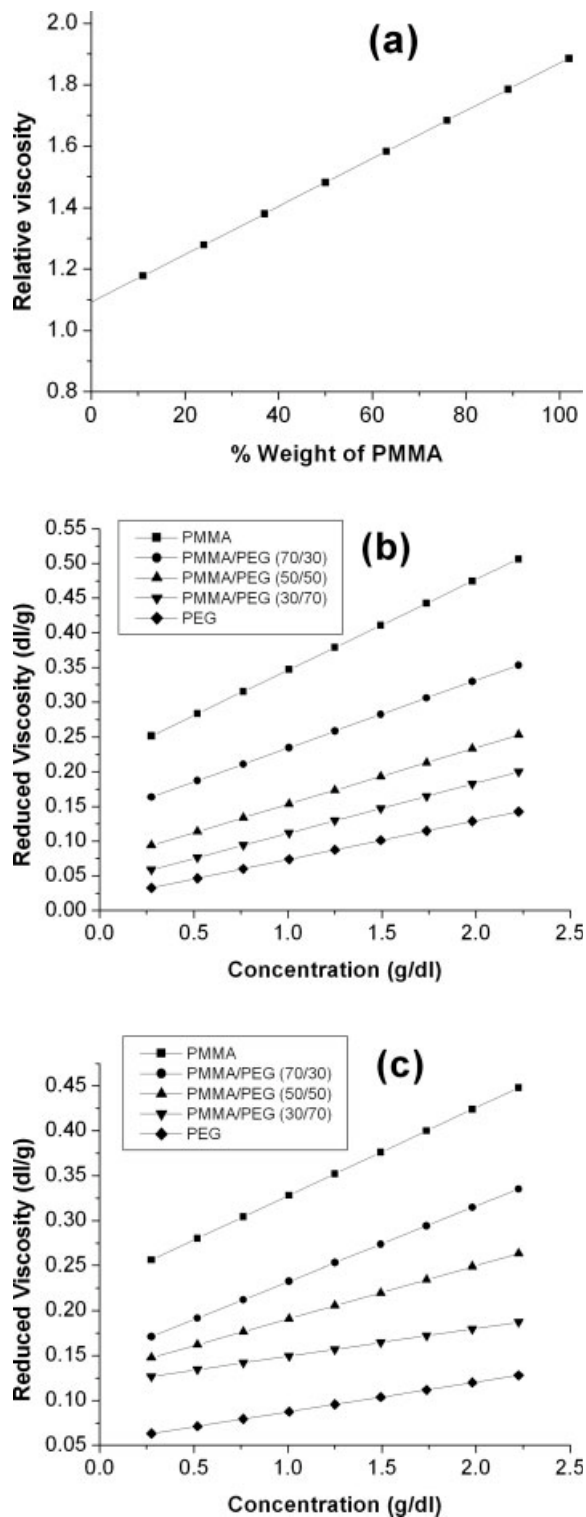 (a)
2.0
1.8
1.6
1.4
1.2
1.0
0.8
Relative viscosity
0 20 40 60 80 100
% Weight of PMMA
(b)
PMMA
PMMA/PEG (70/30)
PMMA/PEG (50/50)
PMMA/PEG (30/70)
PEG
0.55
0.50
0.45
0.40
0.35
0.30
0.25
0.20
0.15
0.10
0.05
0.00
Reduced Viscosity (dl/g)
0.0 0.5 1.0 1.5 2.0 2.5
Concentration (g/dl)
(c)
PMMA
PMMA/PEG (70/30)
PMMA/PEG (50/50)
PMMA/PEG (30/70)
PEG
0.45
0.40
0.35
0.30
0.25
0.20
0.15
0.10
0.05
Reduced Viscosity (dl/g)
0.0 0.5 1.0 1.5 2.0 2.5
Concentration (g/dl)